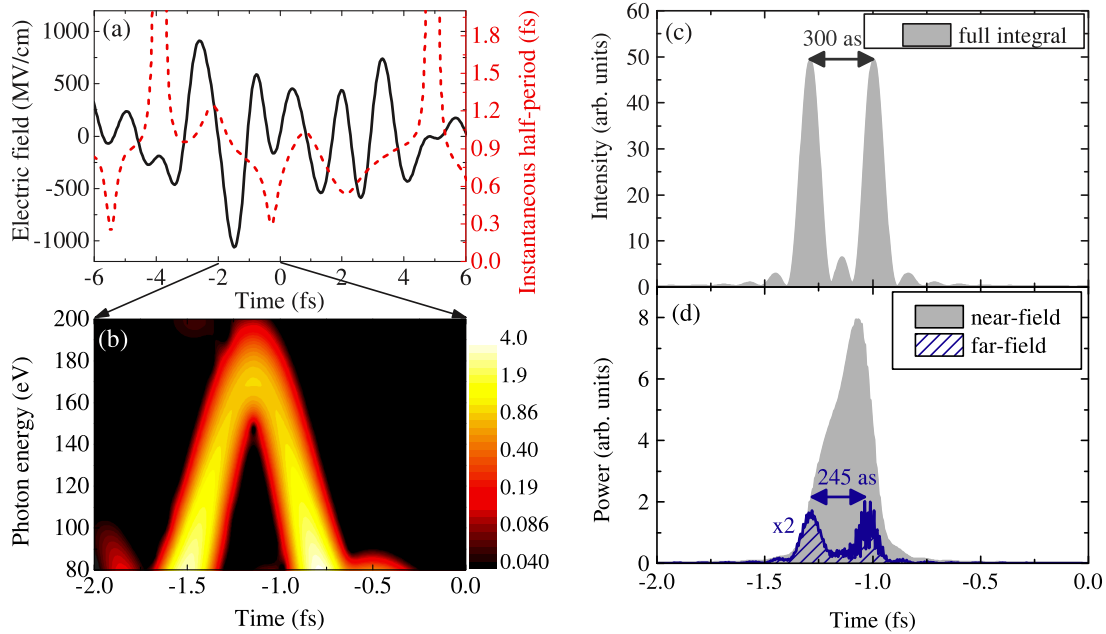 (a)
Electric field (MV/cm)
1000
500
0
-500
-1000
-6 -4 -2 0 2 4 6
Time (fs)
1.8
1.5
1.2
0.9
0.6
0.3
0.0
Instantaneous half-period (fs)
(b)
Photon energy (eV)
200
180
160
140
120
100
80
-2.0 -1.5 -1.0 -0.5 0.0
Time (fs)
4.0
1.9
0.86
0.40
0.19
0.086
0.040
(c)
Intensity (arb. units)
60
50
40
30
20
10
0
300 as
full integral
(d)
Power (arb. units)
8
6
4
2
0
near-field
far-field
245 as
x2
-2.0 -1.5 -1.0 -0.5 0.0
Time (fs)